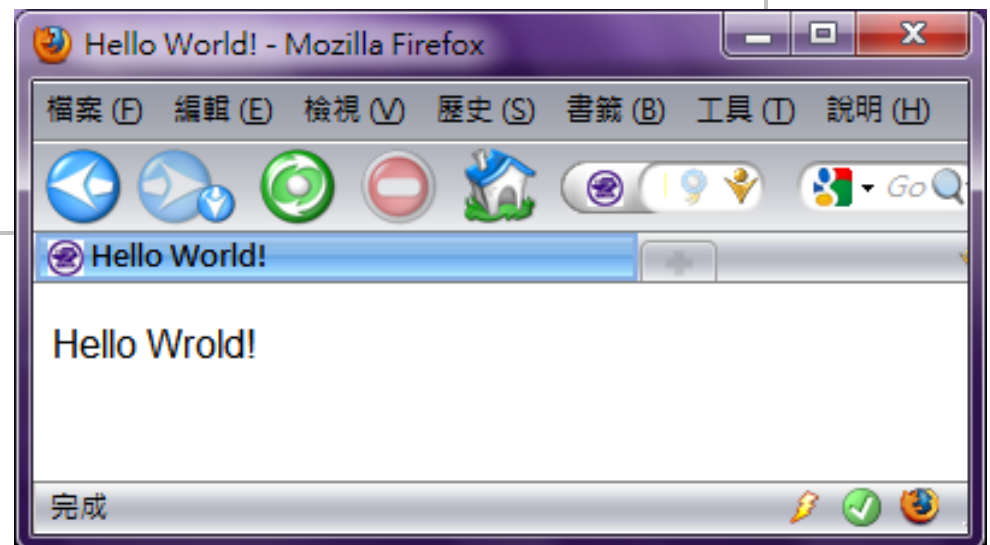 Hello World! - Mozilla Firefox
檔案 (F) 編輯 (E) 檢視 (V) 歷史 (S) 書籤 (B) 工具 (T) 說明 (H)
Go
Hello World!
Hello Wrold!
完成